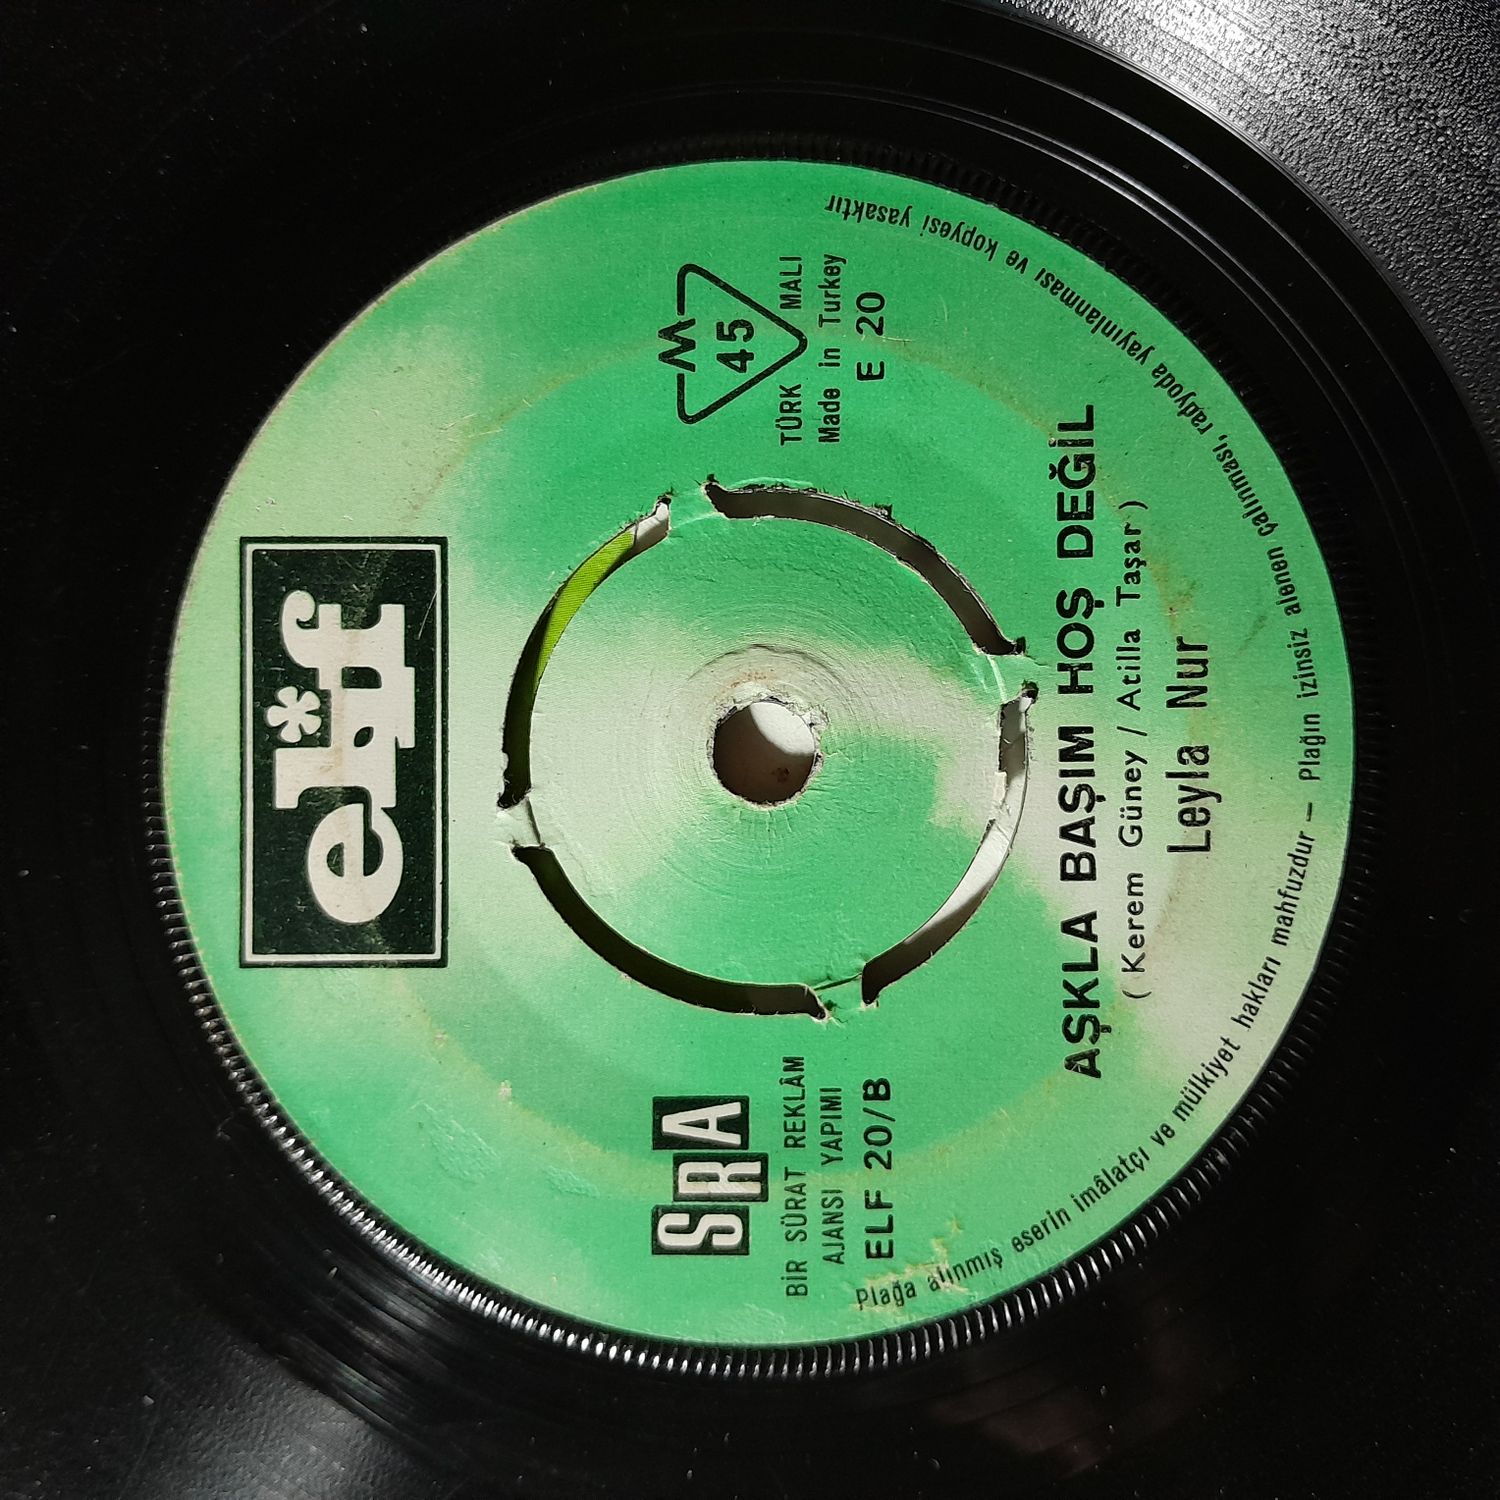 elif
SRA
BİR SÜRAT REKLÂM
AJANSI YAPIMI
ELF 20/B
M
45
TÜRK MALI
Made in Turkey
E 20
AŞKLA BAŞIM HOŞ DEĞİL
( Kerem Güney / Atilla Taşar )
Leyla Nur
Plağa alınmış eserin imâlatçı ve mülkiyet hakları mahfuzdur — Plağın izinsiz alenen çalınması, radyoda yayınlanması ve kopyesi yasaktır